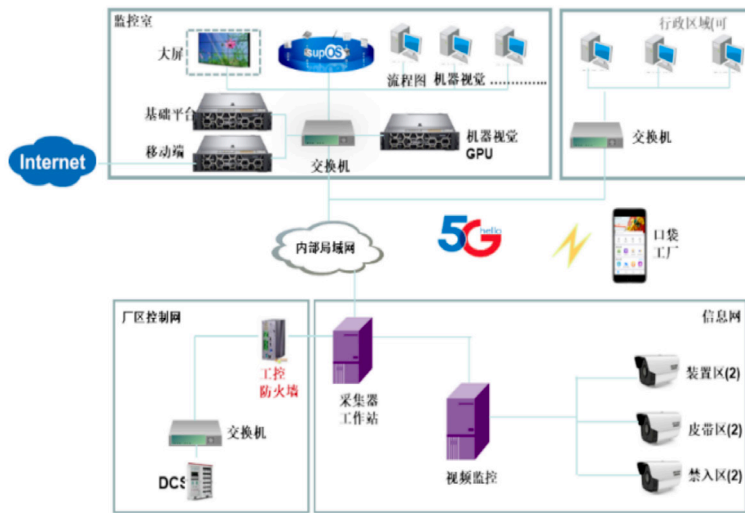 监控室
行政区域(可
大屏
supOS
流程图
机器视觉
..............
基础平台
移动端
机器视觉
GPU
交换机
交换机
Internet
5G
hello
口袋
工厂
内部局域网
厂区控制网
信息网
工控
防火墙
采集器
工作站
装置区(2)
交换机
皮带区(2)
视频监控
禁入区(2)
DCS